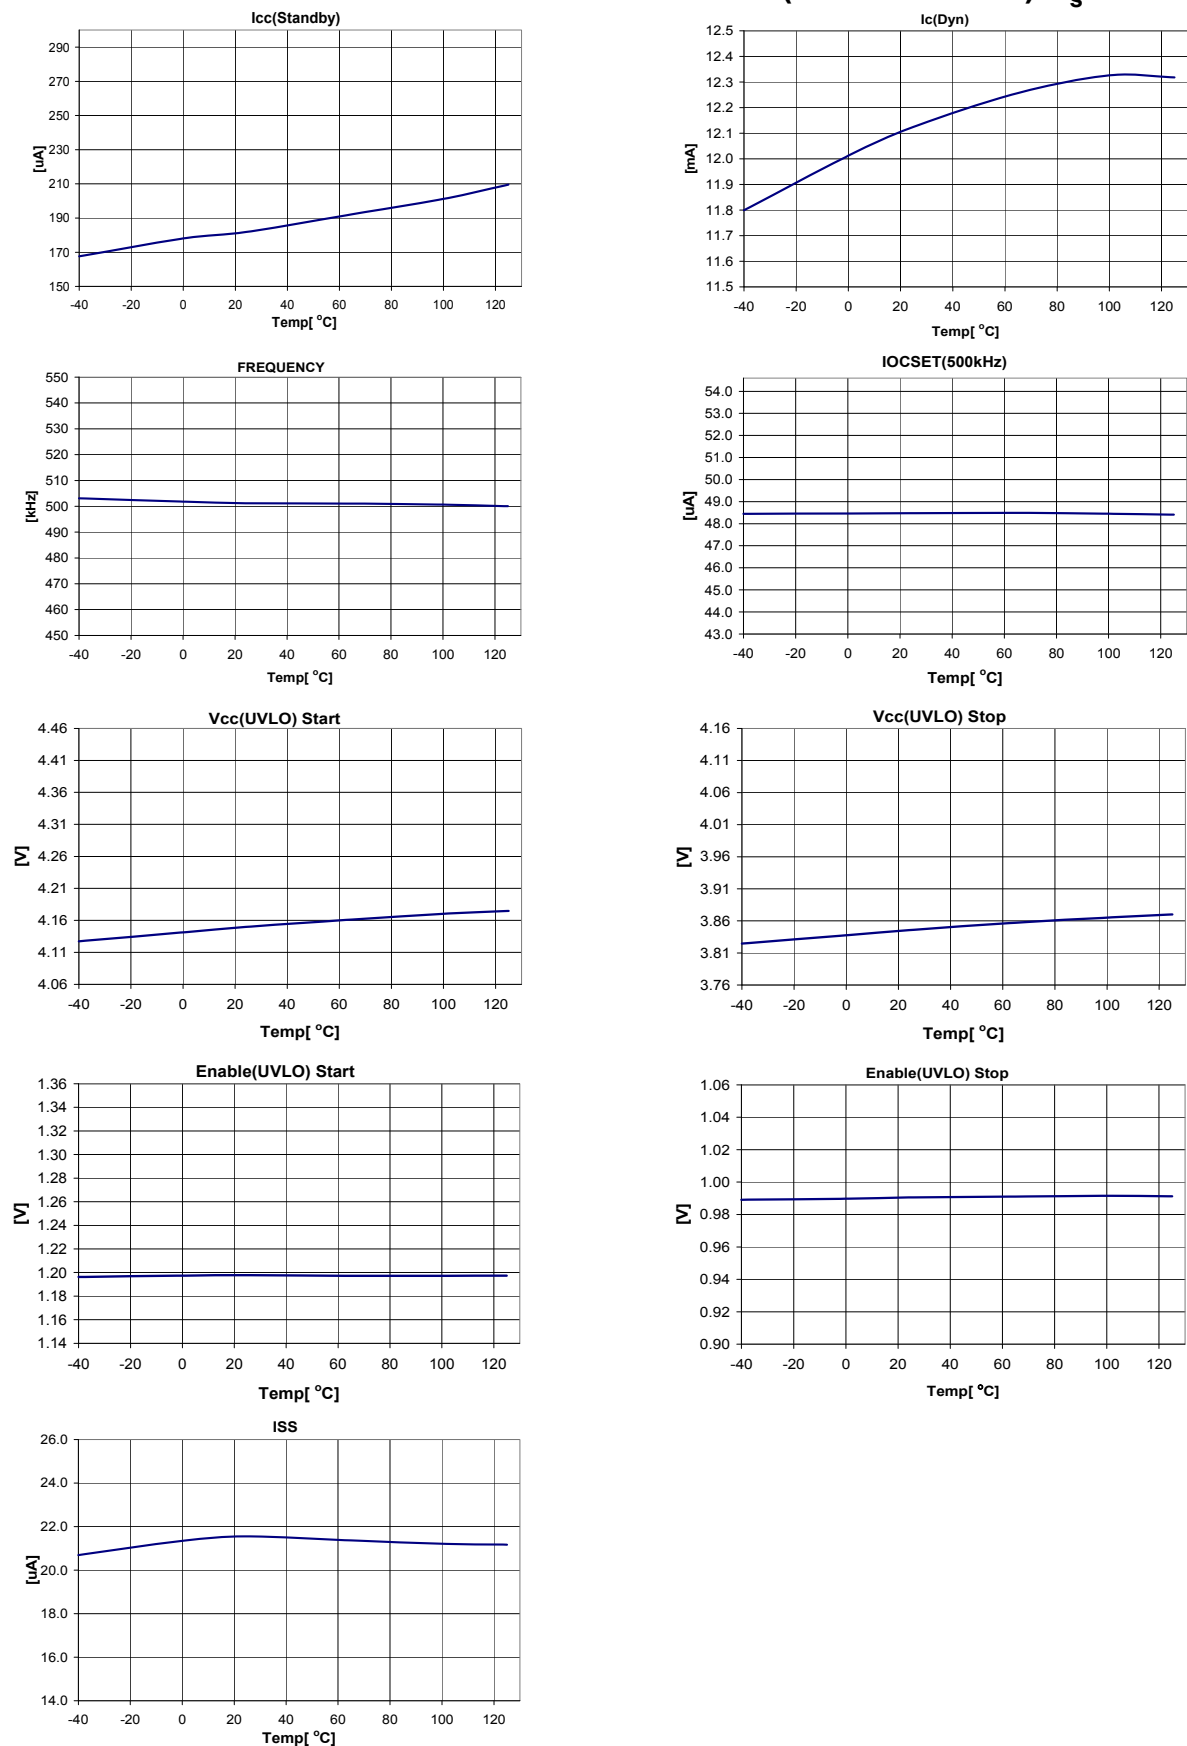 Icc(Standby)
290
270
250
230
210
190
170
150
[uA]
-40 -20 0 20 40 60 80 100 120
Temp[ °C]
Ic(Dyn)
12.5
12.4
12.3
12.2
12.1
12.0
11.9
11.8
11.7
11.6
11.5
[mA]
-40 -20 0 20 40 60 80 100 120
Temp[ °C]
FREQUENCY
550
540
530
520
510
500
490
480
470
460
450
[kHz]
-40 -20 0 20 40 60 80 100 120
Temp[ °C]
IOCSET(500kHz)
54.0
53.0
52.0
51.0
50.0
49.0
48.0
47.0
46.0
45.0
44.0
43.0
[uA]
-40 -20 0 20 40 60 80 100 120
Temp[ °C]
Vcc(UVLO) Start
4.46
4.41
4.36
4.31
4.26
4.21
4.16
4.11
4.06
[V]
-40 -20 0 20 40 60 80 100 120
Temp[ °C]
Vcc(UVLO) Stop
4.16
4.11
4.06
4.01
3.96
3.91
3.86
3.81
3.76
[V]
-40 -20 0 20 40 60 80 100 120
Temp[ °C]
Enable(UVLO) Start
1.36
1.34
1.32
1.30
1.28
1.26
1.24
1.22
1.20
1.18
1.16
1.14
[V]
-40 -20 0 20 40 60 80 100 120
Temp[ °C]
Enable(UVLO) Stop
1.06
1.04
1.02
1.00
0.98
0.96
0.94
0.92
0.90
[V]
-40 -20 0 20 40 60 80 100 120
Temp[ °C]
ISS
26.0
24.0
22.0
20.0
18.0
16.0
14.0
[uA]
-40 -20 0 20 40 60 80 100 120
Temp[ °C]